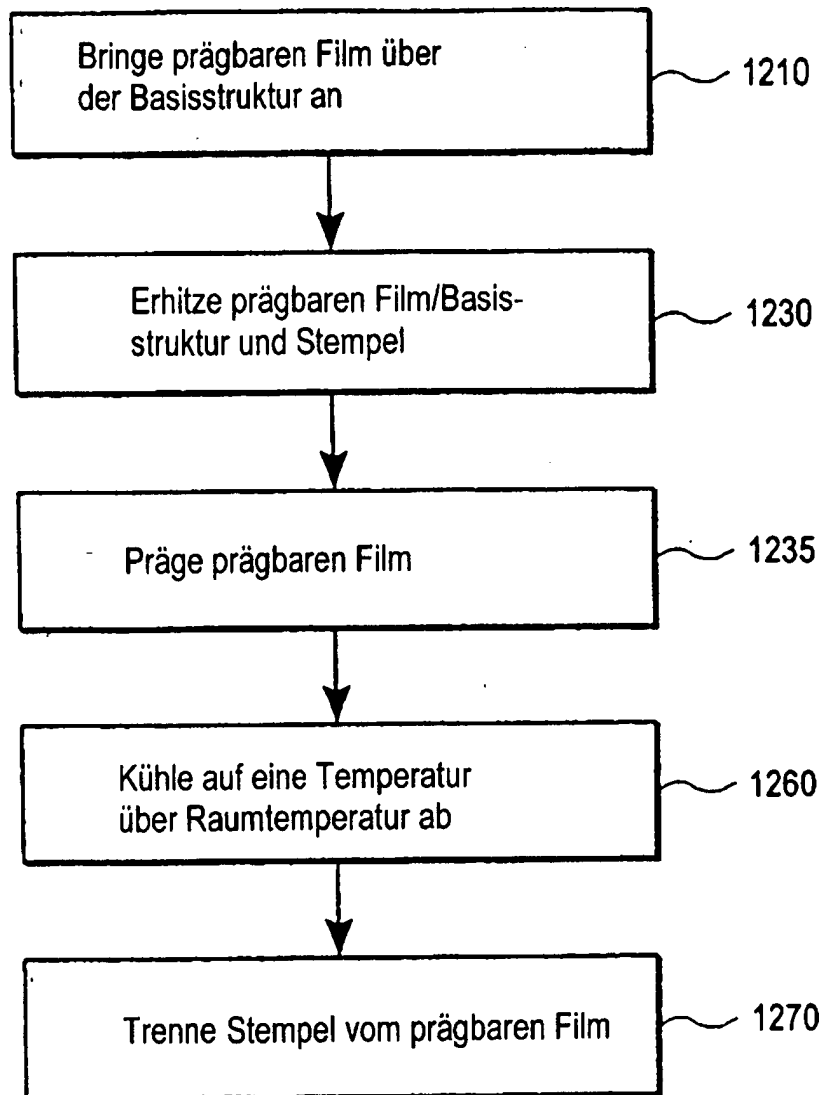 Bringe prägbaren Film über
der Basisstruktur an
1210
Erhitze prägbaren Film/Basis-
struktur und Stempel
1230
Präge prägbaren Film
1235
Kühle auf eine Temperatur
über Raumtemperatur ab
1260
Trenne Stempel vom prägbaren Film
1270